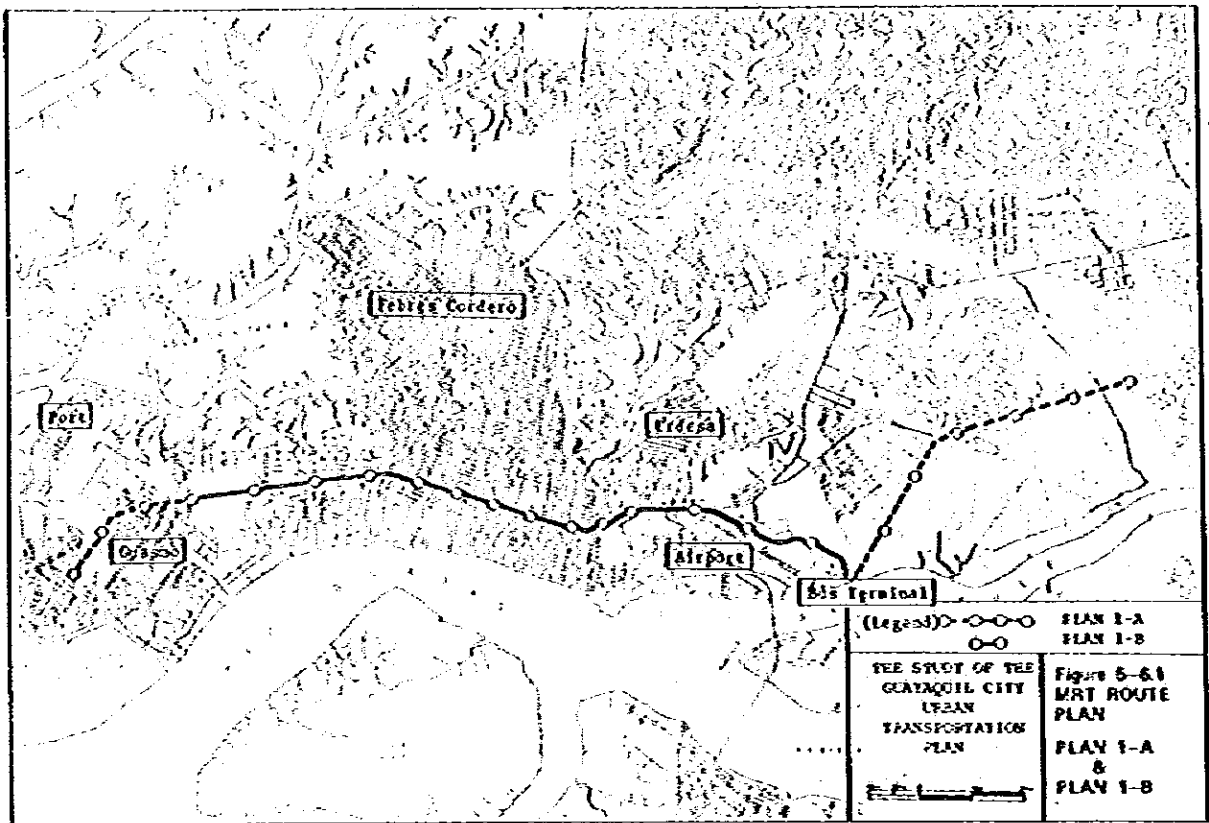 Febres Cordero
Port
Urdesa
Guasmo
Airport
Bus Terminal
(Legend)
PLAN 1-A
PLAN 1-B
THE STUDY OF THE
GUAYAQUIL CITY
URBAN
TRANSPORTATION
PLAN
Figure 5-6.1
MRT ROUTE
PLAN
PLAN 1-A
&
PLAN 1-B